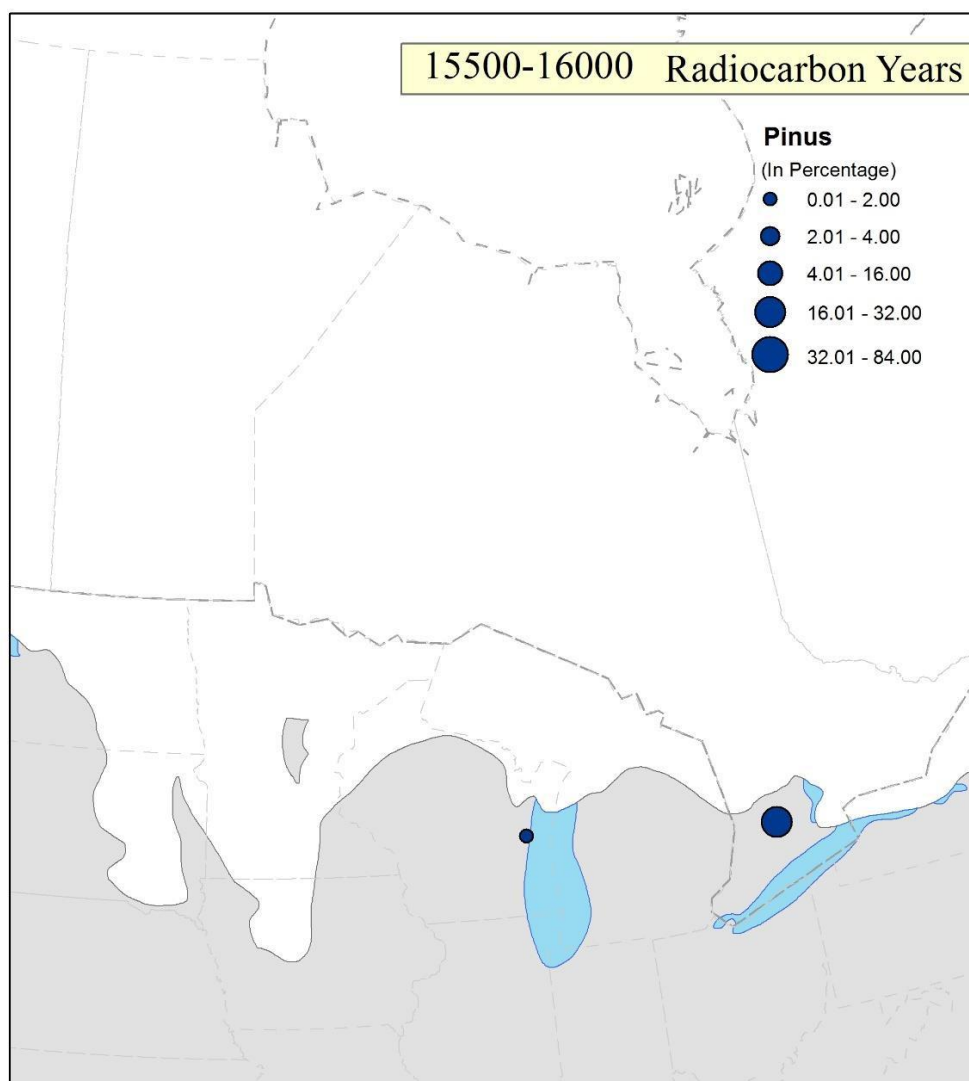 15500-16000 Radiocarbon Years
Pinus
(In Percentage)
0.01 - 2.00
2.01 - 4.00
4.01 - 16.00
16.01 - 32.00
32.01 - 84.00